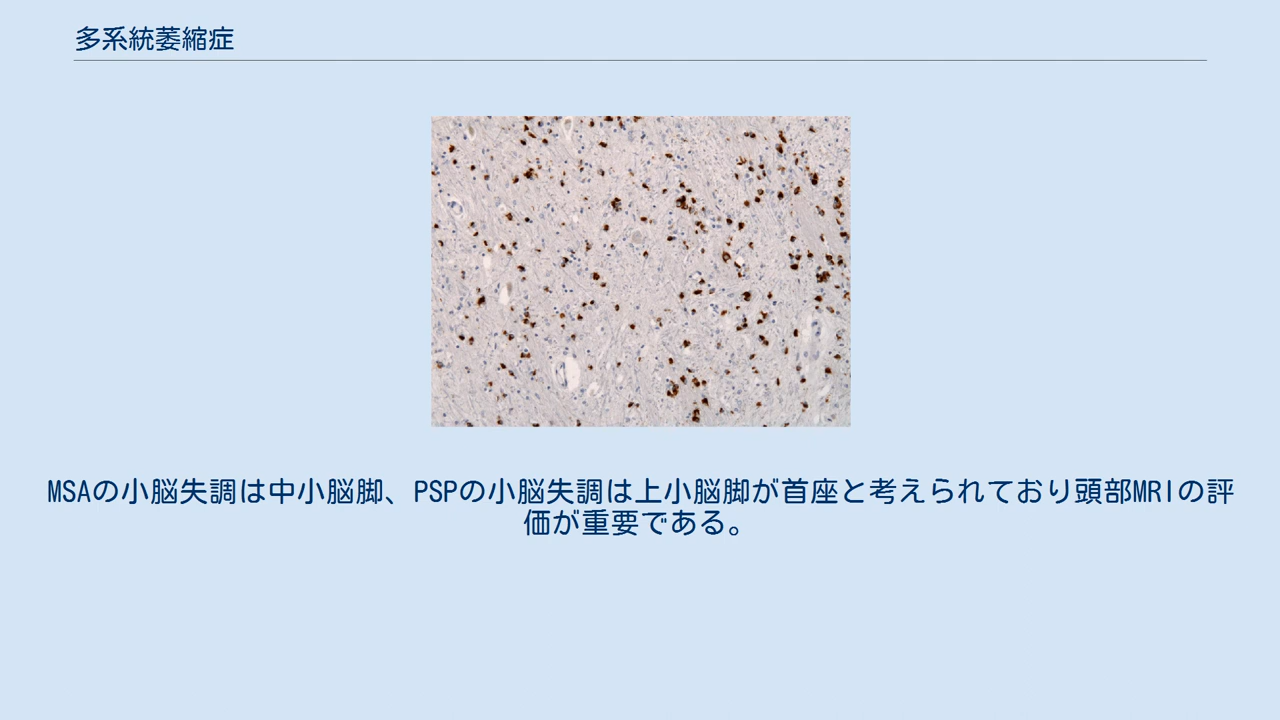 多系統萎縮症
MSAの小脳失調は中小脳脚、PSPの小脳失調は上小脳脚が首座と考えられており頭部MRIの評
価が重要である。